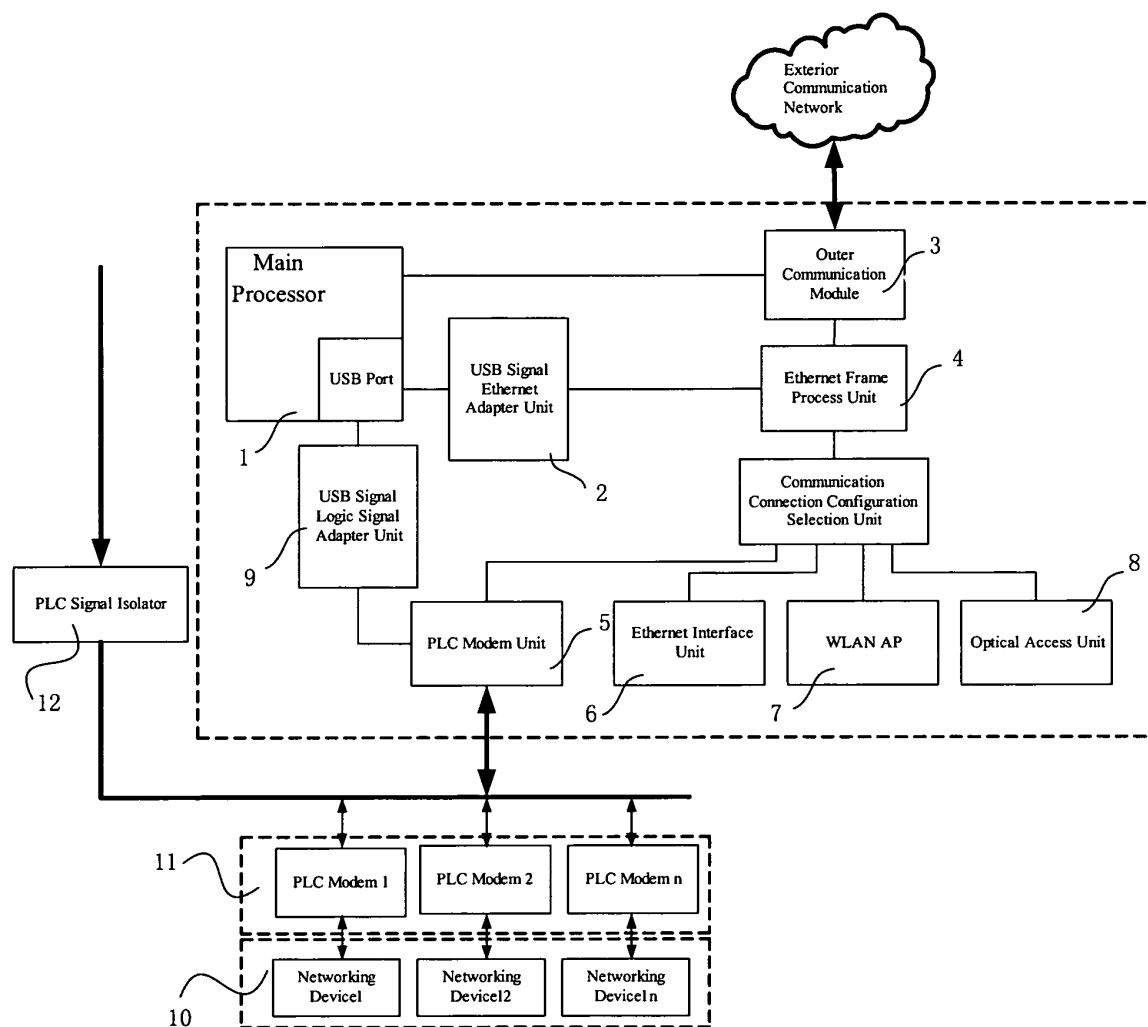 Exterior
Communication
Network
Main
Processor
USB Port
1
USB Signal
Ethernet
Adapter Unit
2
Outer
Communication
Module
3
Ethernet Frame
Process Unit
4
USB Signal
Logic Signal
Adapter Unit
9
Communication
Connection Configuration
Selection Unit
PLC Signal Isolator
12
PLC Modem Unit
5
Ethernet Interface
Unit
6
WLAN AP
7
Optical Access Unit
8
11
PLC Modem 1
PLC Modem 2
PLC Modem n
10
Networking
Device1
Networking
Device12
Networking
Device1n